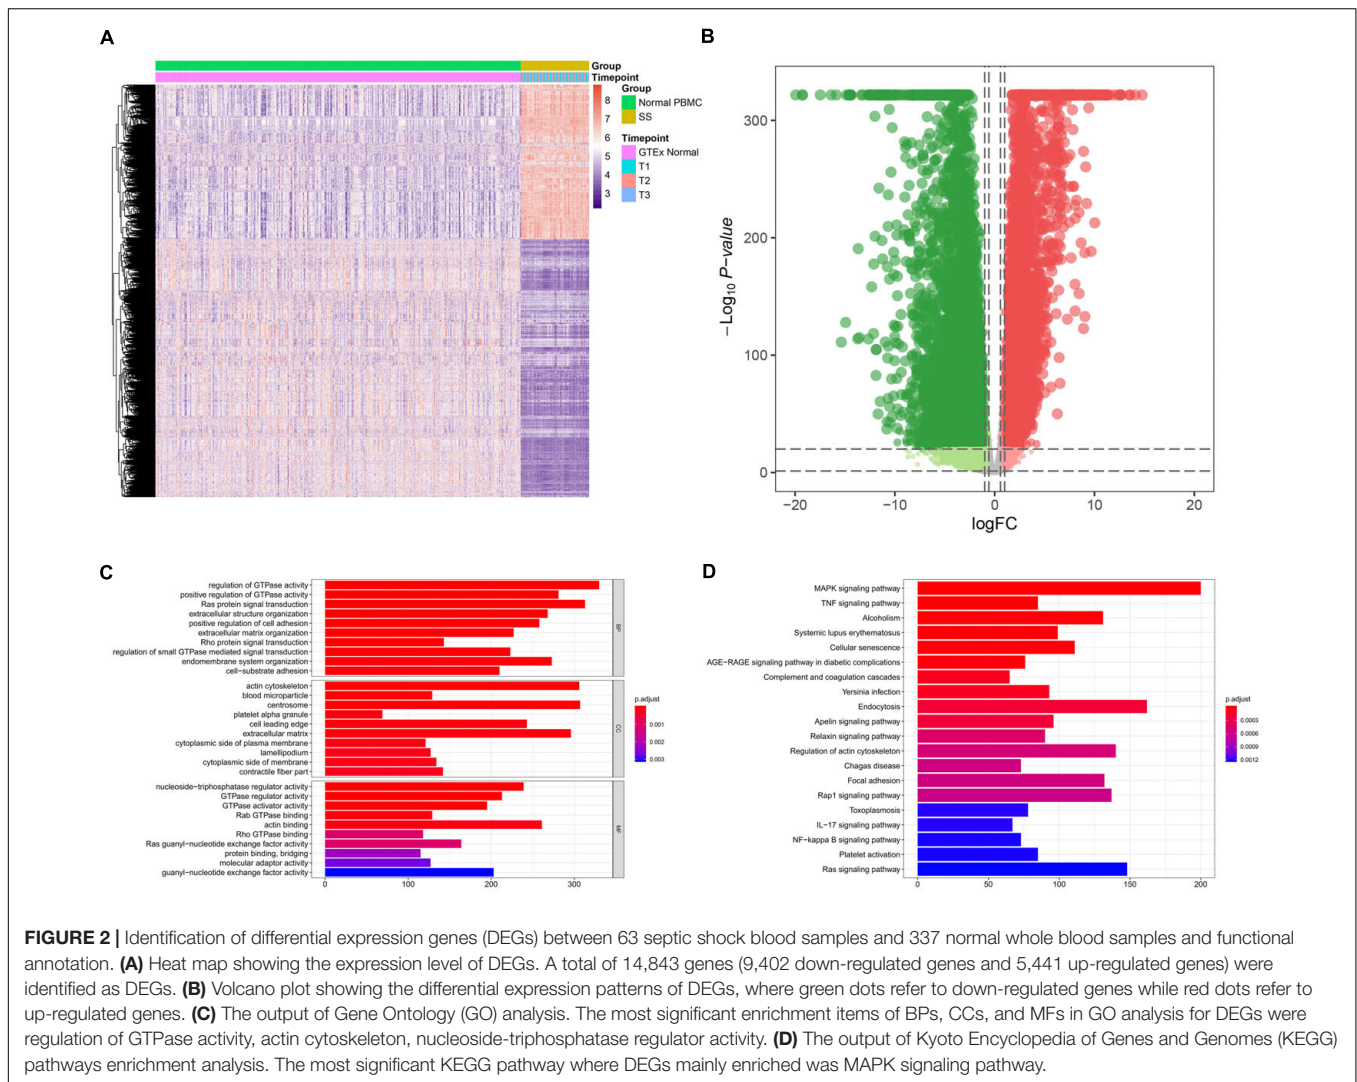 A
Group
Timepoint
8
7
6
5
4
3
Group
Normal PBMC
SS
Timepoint
GTEx Normal
T1
T2
T3
B
−Log10 P−value
300
200
100
0
−20
−10
0
10
20
logFC
C
regulation of GTPase activity
positive regulation of GTPase activity
Ras protein signal transduction
extracellular structure organization
positive regulation of cell adhesion
extracellular matrix organization
Rho protein signal transduction
regulation of small GTPase mediated signal transduction
endomembrane system organization
cell−substrate adhesion
BP
actin cytoskeleton
blood microparticle
centrosome
platelet alpha granule
cell leading edge
extracellular matrix
cytoplasmic side of plasma membrane
lamellipodium
cytoplasmic side of membrane
contractile fiber part
CC
nucleoside−triphosphatase regulator activity
GTPase regulator activity
GTPase activator activity
Rab GTPase binding
actin binding
Rho GTPase binding
Ras guanyl−nucleotide exchange factor activity
protein binding, bridging
molecular adaptor activity
guanyl−nucleotide exchange factor activity
MF
0
100
200
300
p.adjust
0.001
0.002
0.003
D
MAPK signaling pathway
TNF signaling pathway
Alcoholism
Systemic lupus erythematosus
Cellular senescence
AGE−RAGE signaling pathway in diabetic complications
Complement and coagulation cascades
Yersinia infection
Endocytosis
Apelin signaling pathway
Relaxin signaling pathway
Regulation of actin cytoskeleton
Chagas disease
Focal adhesion
Rap1 signaling pathway
Toxoplasmosis
IL−17 signaling pathway
NF−kappa B signaling pathway
Platelet activation
Ras signaling pathway
0
50
100
150
200
p.adjust
0.0003
0.0006
0.0009
0.0012
FIGURE 2 | Identification of differential expression genes (DEGs) between 63 septic shock blood samples and 337 normal whole blood samples and functional
annotation. (A) Heat map showing the expression level of DEGs. A total of 14,843 genes (9,402 down-regulated genes and 5,441 up-regulated genes) were
identified as DEGs. (B) Volcano plot showing the differential expression patterns of DEGs, where green dots refer to down-regulated genes while red dots refer to
up-regulated genes. (C) The output of Gene Ontology (GO) analysis. The most significant enrichment items of BPs, CCs, and MFs in GO analysis for DEGs were
regulation of GTPase activity, actin cytoskeleton, nucleoside-triphosphatase regulator activity. (D) The output of Kyoto Encyclopedia of Genes and Genomes (KEGG)
pathways enrichment analysis. The most significant KEGG pathway where DEGs mainly enriched was MAPK signaling pathway.